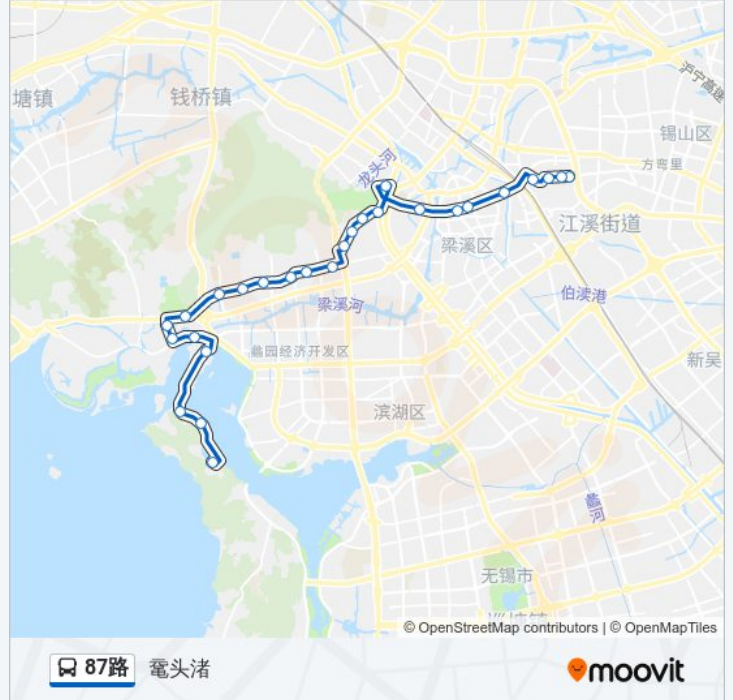 塘镇
钱桥镇
沪宁高速
锡山区
方弯里
龙头河
江溪街道
梁溪区
伯渎港
梁溪河
蠡园经济开发区
新吴
滨湖区
蠡河
无锡市
© OpenStreetMap contributors | © OpenMapTiles
87路 鼋头渚
moovit